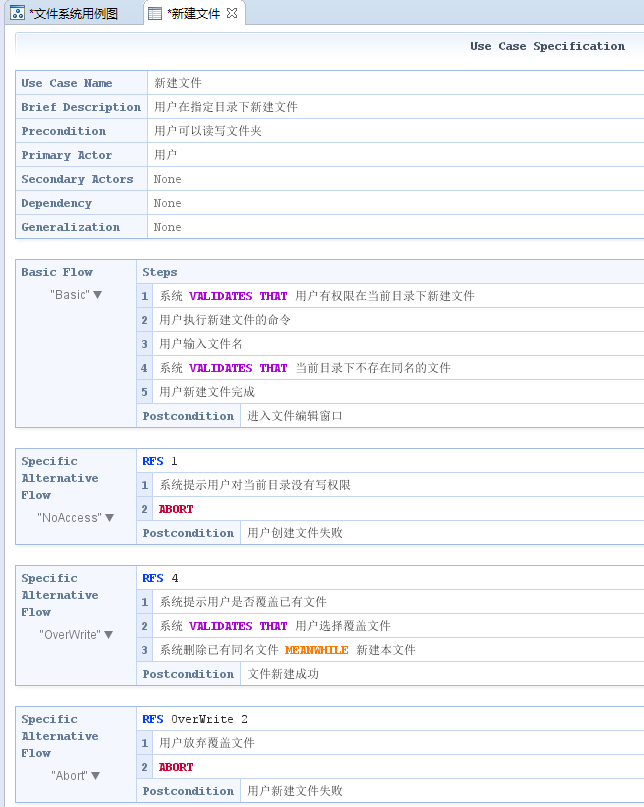 *文件系统用例图 *新建文件
Use Case Specification
Use Case Name 新建文件
Brief Description 用户在指定目录下新建文件
Precondition 用户可以读写文件夹
Primary Actor 用户
Secondary Actors None
Dependency None
Generalization None
Basic Flow Steps
"Basic" ▼
1 系统 VALIDATES THAT 用户有权限在当前目录下新建文件
2 用户执行新建文件的命令
3 用户输入文件名
4 系统 VALIDATES THAT 当前目录下不存在同名的文件
5 用户新建文件完成
Postcondition 进入文件编辑窗口
Specific Alternative Flow
"NoAccess" ▼
RFS 1
1 系统提示用户对当前目录没有写权限
2 ABORT
Postcondition 用户创建文件失败
Specific Alternative Flow
"OverWrite" ▼
RFS 4
1 系统提示用户是否覆盖已有文件
2 系统 VALIDATES THAT 用户选择覆盖文件
3 系统删除已有同名文件 MEANWHILE 新建本文件
Postcondition 文件新建成功
Specific Alternative Flow
"Abort" ▼
RFS OverWrite 2
1 用户放弃覆盖文件
2 ABORT
Postcondition 用户新建文件失败